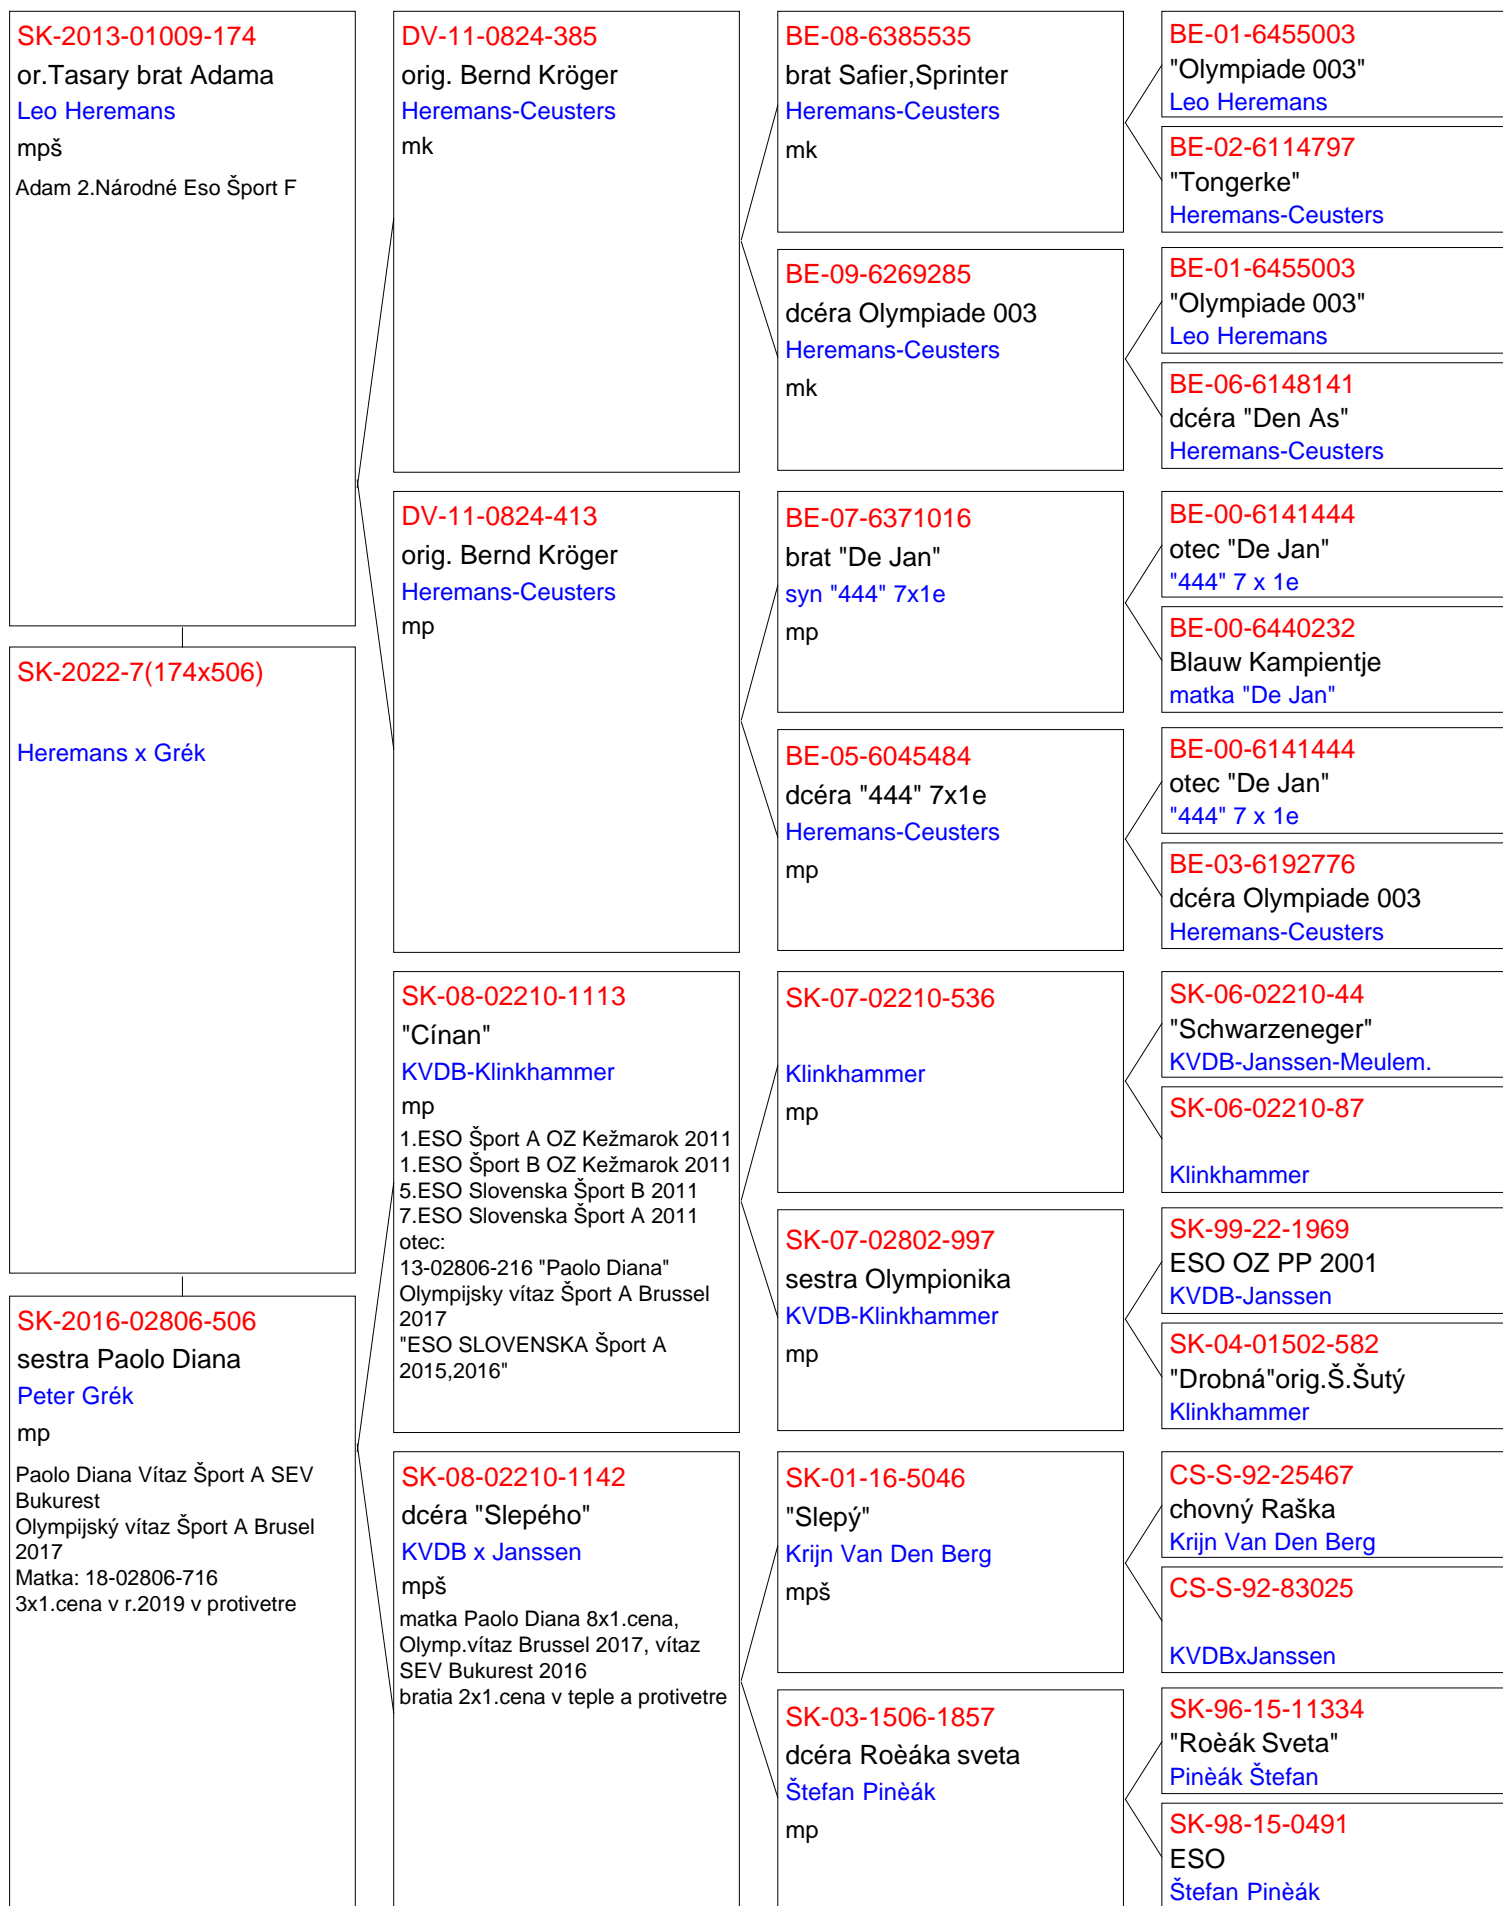 SK-2013-01009-174
or.Tasary brat Adama
Leo Heremans
mpš
Adam 2.Národné Eso Šport F
SK-2022-7(174x506)
Heremans x Grék
SK-2016-02806-506
sestra Paolo Diana
Peter Grék
mp
Paolo Diana Vítaz Šport A SEV
Bukurest
Olympijský vítaz Šport A Brusel
2017
Matka: 18-02806-716
3x1.cena v r.2019 v protivetre
DV-11-0824-385
orig. Bernd Kröger
Heremans-Ceusters
mk
DV-11-0824-413
orig. Bernd Kröger
Heremans-Ceusters
mp
SK-08-02210-1113
"Cínan"
KVDB-Klinkhammer
mp
1.ESO Šport A OZ Kežmarok 2011
1.ESO Šport B OZ Kežmarok 2011
5.ESO Slovenska Šport B 2011
7.ESO Slovenska Šport A 2011
otec:
13-02806-216 "Paolo Diana"
Olympijsky vítaz Šport A Brussel
2017
"ESO SLOVENSKA Šport A
2015,2016"
SK-08-02210-1142
dcéra "Slepého"
KVDB x Janssen
mpš
matka Paolo Diana 8x1.cena,
Olymp.vítaz Brussel 2017, vítaz
SEV Bukurest 2016
bratia 2x1.cena v teple a protivetre
BE-08-6385535
brat Safier,Sprinter
Heremans-Ceusters
mk
BE-09-6269285
dcéra Olympiade 003
Heremans-Ceusters
mk
BE-07-6371016
brat "De Jan"
syn "444" 7x1e
mp
BE-05-6045484
dcéra "444" 7x1e
Heremans-Ceusters
mp
SK-07-02210-536
Klinkhammer
mp
SK-07-02802-997
sestra Olympionika
KVDB-Klinkhammer
mp
SK-01-16-5046
"Slepý"
Krijn Van Den Berg
mpš
SK-03-1506-1857
dcéra Roèáka sveta
Štefan Pinèák
mp
BE-01-6455003
"Olympiade 003"
Leo Heremans
BE-02-6114797
"Tongerke"
Heremans-Ceusters
BE-01-6455003
"Olympiade 003"
Leo Heremans
BE-06-6148141
dcéra "Den As"
Heremans-Ceusters
BE-00-6141444
otec "De Jan"
"444" 7 x 1e
BE-00-6440232
Blauw Kampientje
matka "De Jan"
BE-00-6141444
otec "De Jan"
"444" 7 x 1e
BE-03-6192776
dcéra Olympiade 003
Heremans-Ceusters
SK-06-02210-44
"Schwarzeneger"
KVDB-Janssen-Meulem.
SK-06-02210-87
Klinkhammer
SK-99-22-1969
ESO OZ PP 2001
KVDB-Janssen
SK-04-01502-582
"Drobná"orig.Š.Šutý
Klinkhammer
CS-S-92-25467
chovný Raška
Krijn Van Den Berg
CS-S-92-83025
KVDBxJanssen
SK-96-15-11334
"Roèák Sveta"
Pinèák Štefan
SK-98-15-0491
ESO
Štefan Pinèák